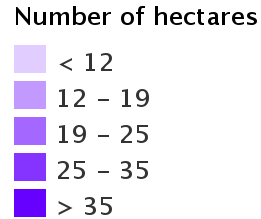 Number of hectares
< 12
12 – 19
19 – 25
25 – 35
> 35